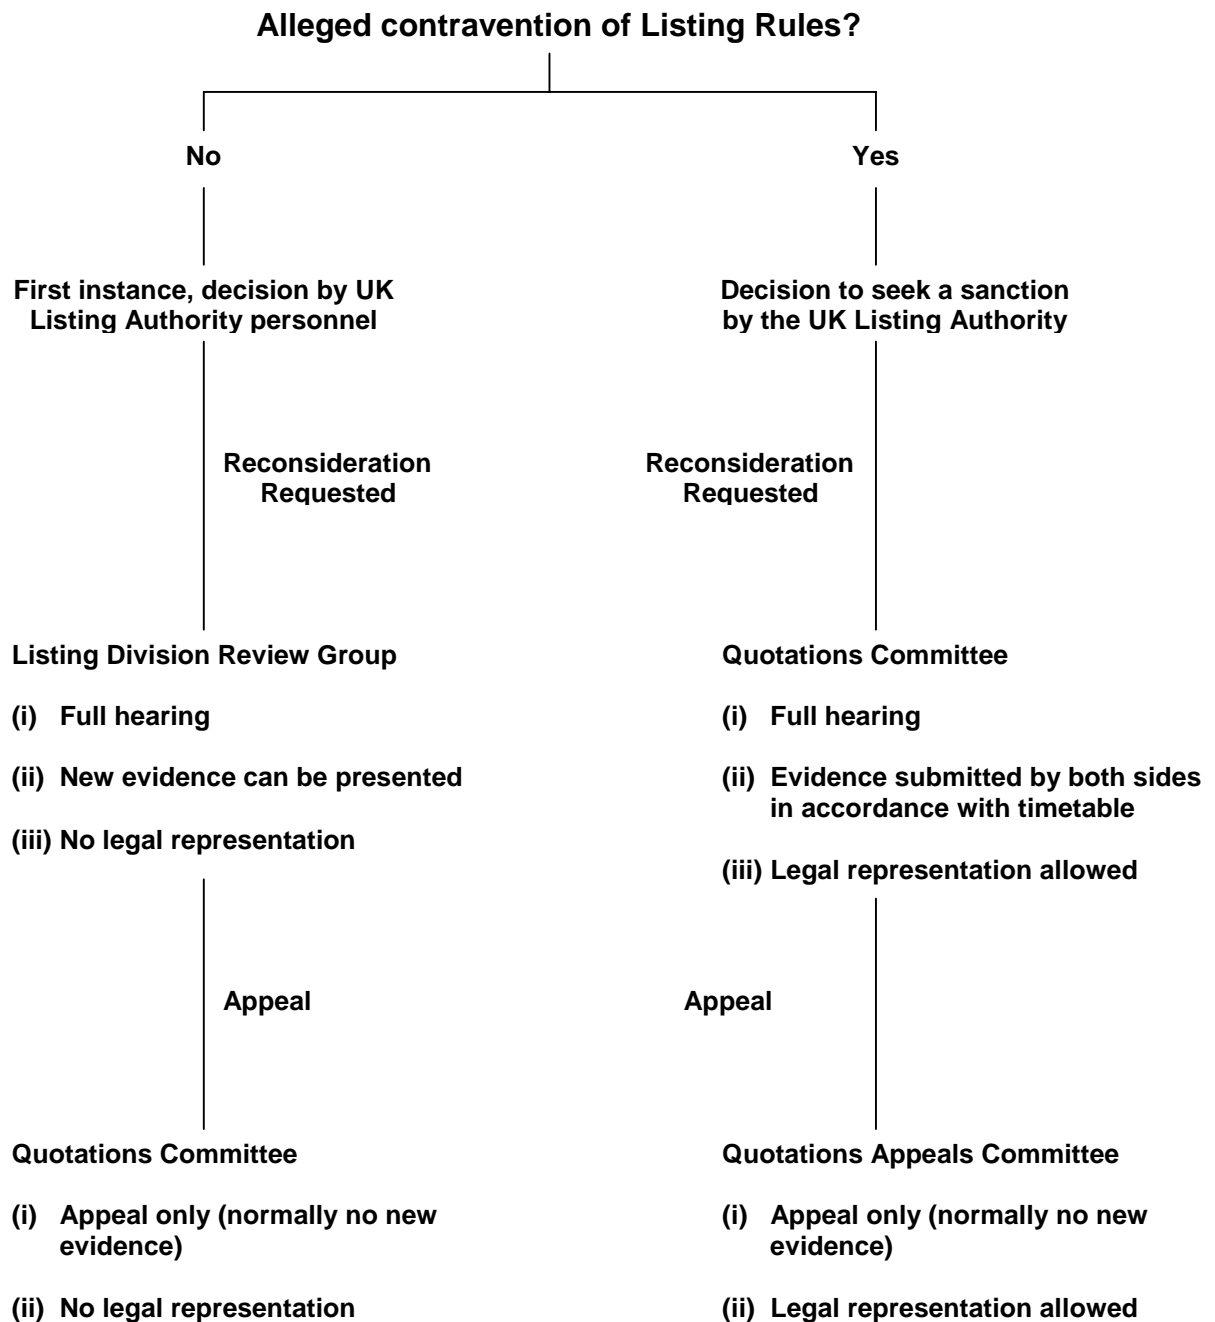 Alleged contravention of Listing Rules?
No
Yes
First instance, decision by UK
Listing Authority personnel
Decision to seek a sanction
by the UK Listing Authority
Reconsideration
Requested
Reconsideration
Requested
Listing Division Review Group
(i) Full hearing
(ii) New evidence can be presented
(iii) No legal representation
Quotations Committee
(i) Full hearing
(ii) Evidence submitted by both sides
in accordance with timetable
(iii) Legal representation allowed
Appeal
Appeal
Quotations Committee
(i) Appeal only (normally no new
evidence)
(ii) No legal representation
Quotations Appeals Committee
(i) Appeal only (normally no new
evidence)
(ii) Legal representation allowed